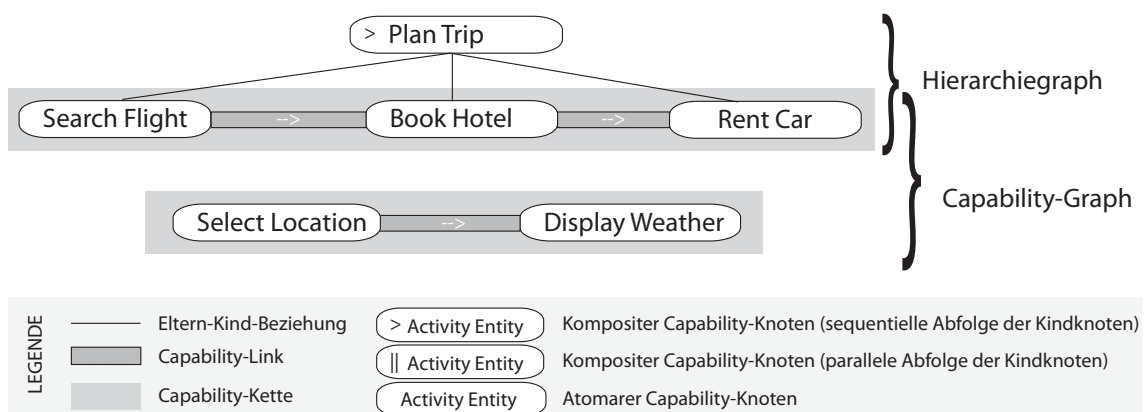 > Plan Trip
Hierarchiegraph
Search Flight --> Book Hotel --> Rent Car
Capability-Graph
Select Location --> Display Weather
LEGENDE
Eltern-Kind-Beziehung
> Activity Entity
Kompositer Capability-Knoten (sequentielle Abfolge der Kindknoten)
Capability-Link
|| Activity Entity
Kompositer Capability-Knoten (parallele Abfolge der Kindknoten)
Capability-Kette
Activity Entity
Atomarer Capability-Knoten